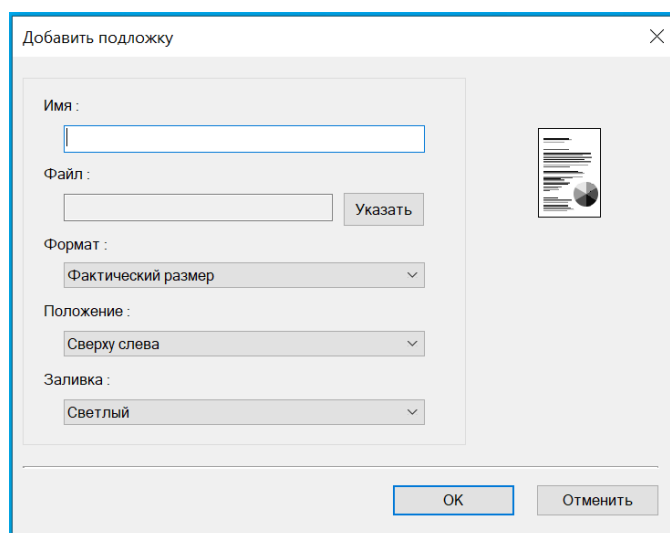 Добавить подложку
Имя :
Файл :
Указать
Формат :
Фактический размер
Положение :
Сверху слева
Заливка :
Светлый
OK
Отменить